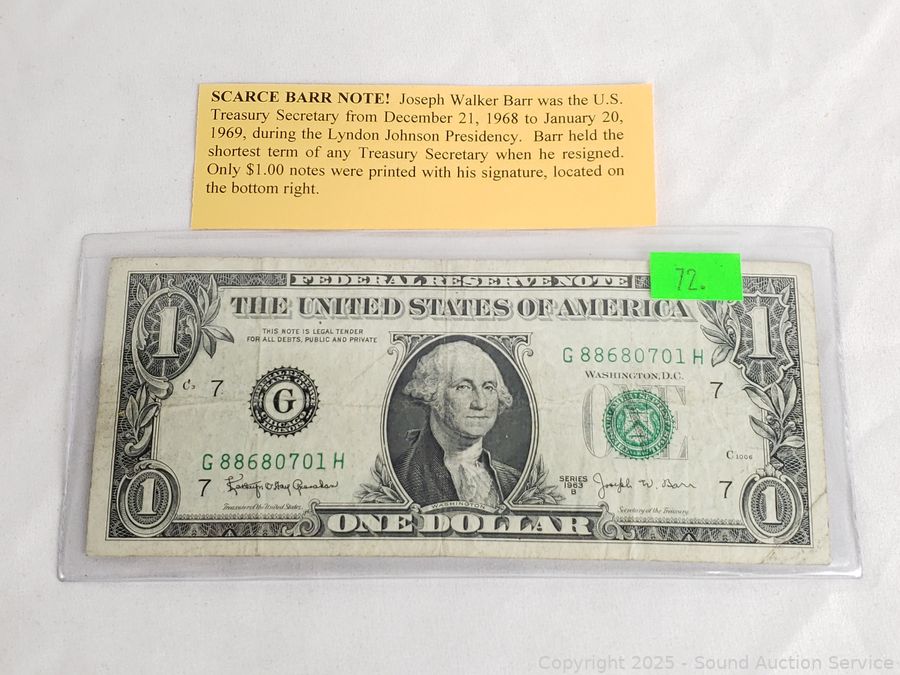 SCARCE BARR NOTE! Joseph Walker Barr was the U.S.
Treasury Secretary from December 21, 1968 to January 20,
1969, during the Lyndon Johnson Presidency. Barr held the
shortest term of any Treasury Secretary when he resigned.
Only $1.00 notes were printed with his signature, located on
the bottom right.
72.
FEDERAL RESERVE NOTE
THE UNITED STATES OF AMERICA
1
1
THIS NOTE IS LEGAL TENDER
FOR ALL DEBTS, PUBLIC AND PRIVATE
G 88680701 H
WASHINGTON, D.C.
C 7
7
G
CHICAGO
ILLINOIS
ONE
G 88680701 H
C 1006
7
7
SERIES
1963
B
Joseph W. Barr
Treasurer of the United States.
Secretary of the Treasury.
WASHINGTON
1
ONE DOLLAR
1
Copyright 2025 - Sound Auction Service